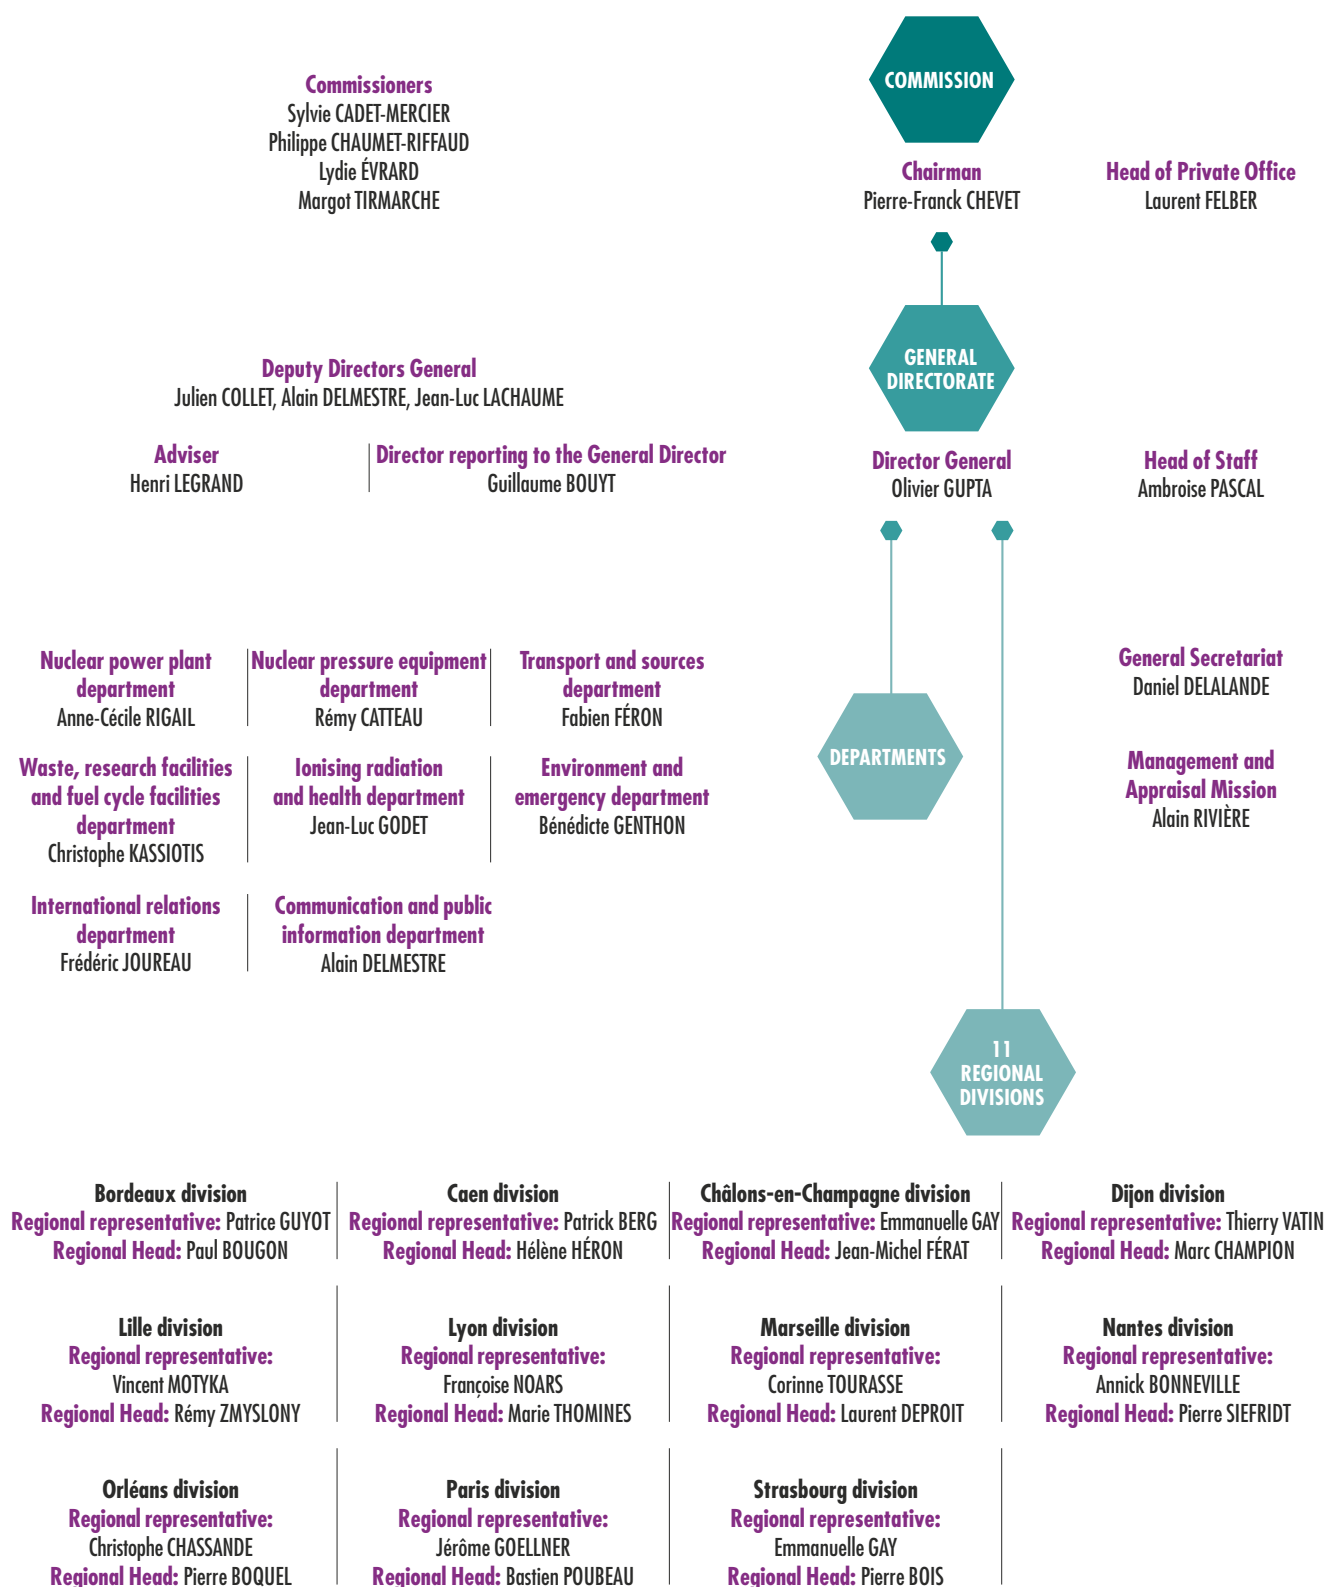 COMMISSION
Commissioners
Sylvie CADET-MERCIER
Philippe CHAUMET-RIFFAUD
Lydie ÉVRARD
Margot TIRMARCHE
Chairman
Pierre-Franck CHEVET
Head of Private Office
Laurent FELBER
GENERAL
DIRECTORATE
Deputy Directors General
Julien COLLET, Alain DELMESTRE, Jean-Luc LACHAUME
Adviser
Henri LEGRAND
Director reporting to the General Director
Guillaume BOUYT
Director General
Olivier GUPTA
Head of Staff
Ambroise PASCAL
Nuclear power plant
department
Anne-Cécile RIGAIL
Nuclear pressure equipment
department
Rémy CATTEAU
Transport and sources
department
Fabien FÉRON
General Secretariat
Daniel DELALANDE
DEPARTMENTS
Waste, research facilities
and fuel cycle facilities
department
Christophe KASSIOTIS
Ionising radiation
and health department
Jean-Luc GODET
Environment and
emergency department
Bénédicte GENTHON
Management and
Appraisal Mission
Alain RIVIÈRE
International relations
department
Frédéric JOUREAU
Communication and public
information department
Alain DELMESTRE
11
REGIONAL
DIVISIONS
Bordeaux division
Regional representative: Patrice GUYOT
Regional Head: Paul BOUGON
Caen division
Regional representative: Patrick BERG
Regional Head: Hélène HÉRON
Châlons-en-Champagne division
Regional representative: Emmanuelle GAY
Regional Head: Jean-Michel FÉRAT
Dijon division
Regional representative: Thierry VATIN
Regional Head: Marc CHAMPION
Lille division
Regional representative:
Vincent MOTYKA
Regional Head: Rémy ZMYSLONY
Lyon division
Regional representative:
Françoise NOARS
Regional Head: Marie THOMINES
Marseille division
Regional representative:
Corinne TOURASSE
Regional Head: Laurent DEPROIT
Nantes division
Regional representative:
Annick BONNEVILLE
Regional Head: Pierre SIEFRIDT
Orléans division
Regional representative:
Christophe CHASSANDE
Regional Head: Pierre BOQUEL
Paris division
Regional representative:
Jérôme GOELLNER
Regional Head: Bastien POUBEAU
Strasbourg division
Regional representative:
Emmanuelle GAY
Regional Head: Pierre BOIS